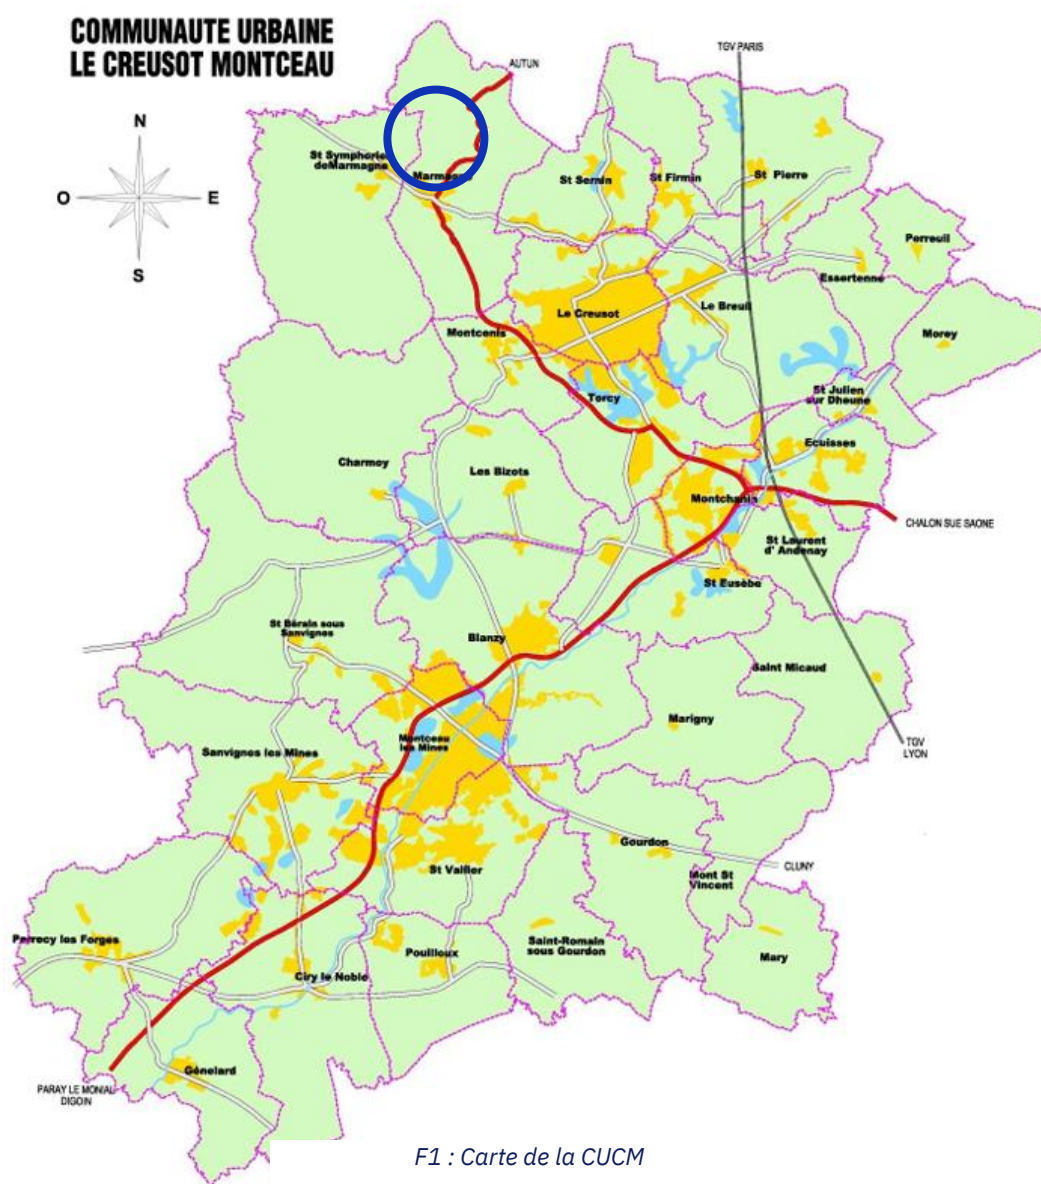 COMMUNAUTE URBAINE
LE CREUSOT MONTCEAU
TGV PARIS
AUTUN
N
O
E
S
St Symphorie
deMarmagne
St Sernin
St Firmin
St Pierre
Perreuil
Essertenne
Le Creusot
Le Breuil
Morey
Montcenis
St Julien
sur Dheune
Torcy
Ecuisses
Charmoy
Les Bizots
Montchanin
CHALON SUE SAONE
St Laurent
d' Andenay
St Eusèbe
St Bérain sous
Sanvignes
Blanzy
Saint Micaud
Marigny
Montceau
les Mines
TGV
LYON
Sanvignes les Mines
Gourdon
CLUNY
Mont St
Vincent
St Vallier
Perrecy les Forges
Saint-Romain
sous Gourdon
Pouilloux
Mary
Ciry le Noble
Génelard
PARAY LE MONIAL
DIGOIN
F1 : Carte de la CUCM